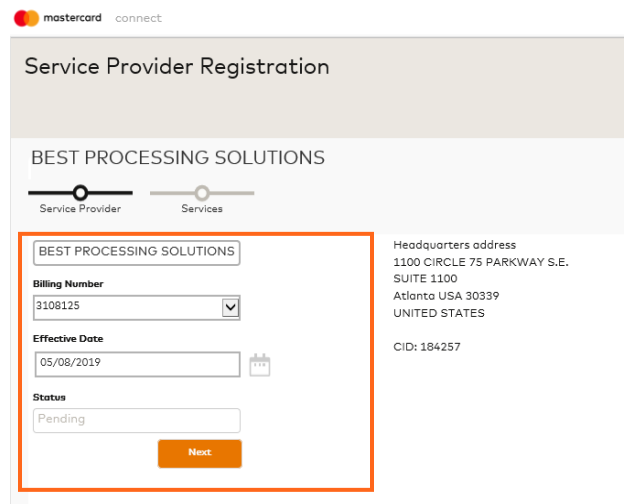 mastercard connect
Service Provider Registration
BEST PROCESSING SOLUTIONS
Service Provider
Services
BEST PROCESSING SOLUTIONS
Billing Number
3108125
Effective Date
05/08/2019
Status
Pending
Next
Headquarters address
1100 CIRCLE 75 PARKWAY S.E.
SUITE 1100
Atlanta USA 30339
UNITED STATES
CID: 184257